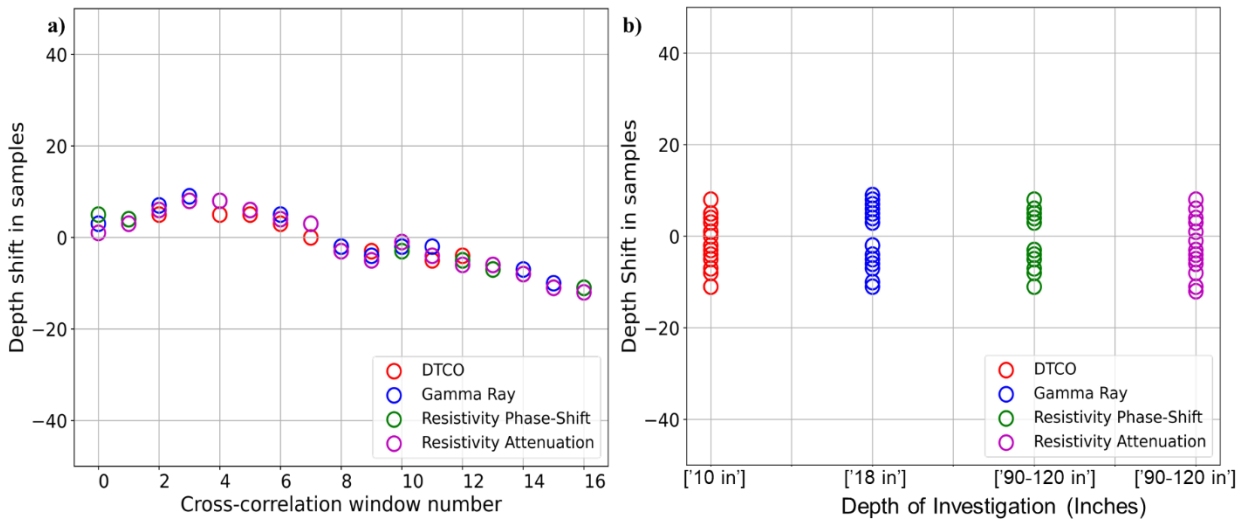 a)
40
20
0
−20
−40
Depth shift in samples
0 2 4 6 8 10 12 14 16
Cross-correlation window number
DTCO
Gamma Ray
Resistivity Phase-Shift
Resistivity Attenuation
b)
40
20
0
−20
−40
Depth Shift in samples
['10 in'] ['18 in'] ['90-120 in'] ['90-120 in']
Depth of Investigation (Inches)
DTCO
Gamma Ray
Resistivity Phase-Shift
Resistivity Attenuation